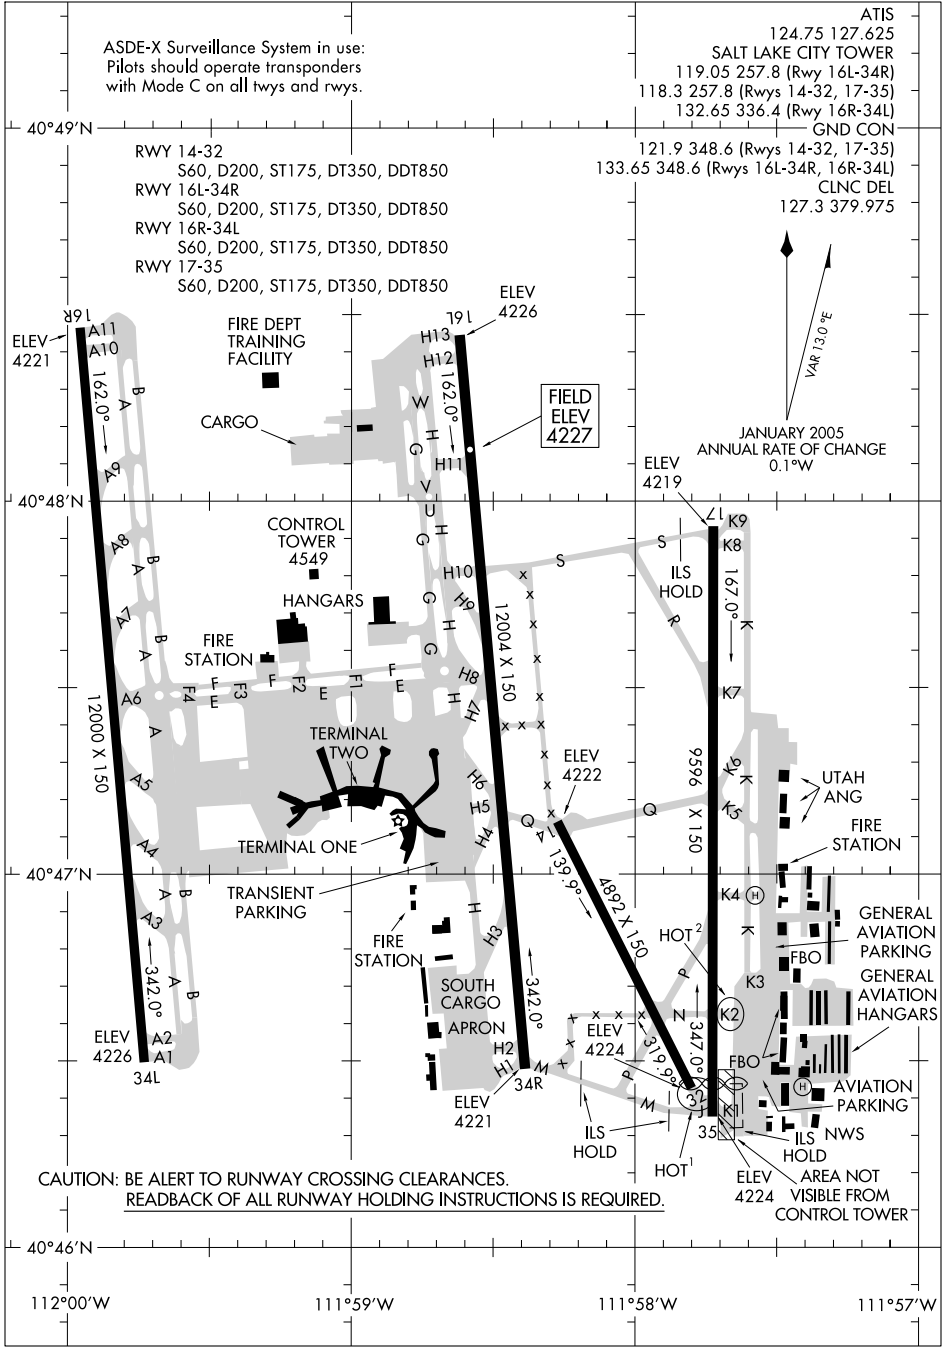 ASDE-X Surveillance System in use:
Pilots should operate transponders
with Mode C on all twys and rwys.
ATIS
124.75 127.625
SALT LAKE CITY TOWER
119.05 257.8 (Rwy 16L-34R)
118.3 257.8 (Rwys 14-32, 17-35)
132.65 336.4 (Rwy 16R-34L)
GND CON
121.9 348.6 (Rwys 14-32, 17-35)
133.65 348.6 (Rwys 16L-34R, 16R-34L)
CLNC DEL
127.3 379.975
40°49'N
RWY 14-32
S60, D200, ST175, DT350, DDT850
RWY 16L-34R
S60, D200, ST175, DT350, DDT850
RWY 16R-34L
S60, D200, ST175, DT350, DDT850
RWY 17-35
S60, D200, ST175, DT350, DDT850
VAR 13.0°E
JANUARY 2005
ANNUAL RATE OF CHANGE
0.1°W
16R
ELEV
4221
A11
A10
162.0°
B
A
A9
FIRE DEPT
TRAINING
FACILITY
CARGO
16L
ELEV
4226
H13
H12
162.0°
W
H
G
H11
FIELD
ELEV
4227
40°48'N
V
U
H
G
ELEV
4219
17
K9
K8
S
S
ILS
HOLD
167.0°
A8
B
A
CONTROL
TOWER
4549
H10
x
HANGARS
H9
G
H
G
H
12004 X 150
R
K
A7
B
A
FIRE
STATION
F
F
F
E
F4
E
F3
F2
E
F1
E
H8
H
H7
K7
A6
12000 X 150
A
TERMINAL
TWO
ELEV
4222
9596 X 150
K6
K
UTAH
ANG
A5
H6
H5
H4
Q
14
Q
K5
TERMINAL ONE
FIRE
STATION
40°47'N
A4
139.9°
4892 X 150
TRANSIENT
PARKING
A
B
A3
342.0°
H
H3
K4
H
K
HOT2
GENERAL
AVIATION
PARKING
FBO
FIRE
STATION
SOUTH
CARGO
APRON
342.0°
P
K3
GENERAL
AVIATION
HANGARS
A
B
Z
K2
ELEV
4226
A2
A1
34L
H2
H1
34R
M
ELEV
4224
319.9°
347.0°
FBO
H
AVIATION
PARKING
P
32
K1
M
35
ELEV
4221
ILS
HOLD
HOT1
ILS
HOLD
NWS
ELEV
4224
AREA NOT
VISIBLE FROM
CONTROL TOWER
CAUTION: BE ALERT TO RUNWAY CROSSING CLEARANCES.
READBACK OF ALL RUNWAY HOLDING INSTRUCTIONS IS REQUIRED.
40°46'N
112°00'W
111°59'W
111°58'W
111°57'W